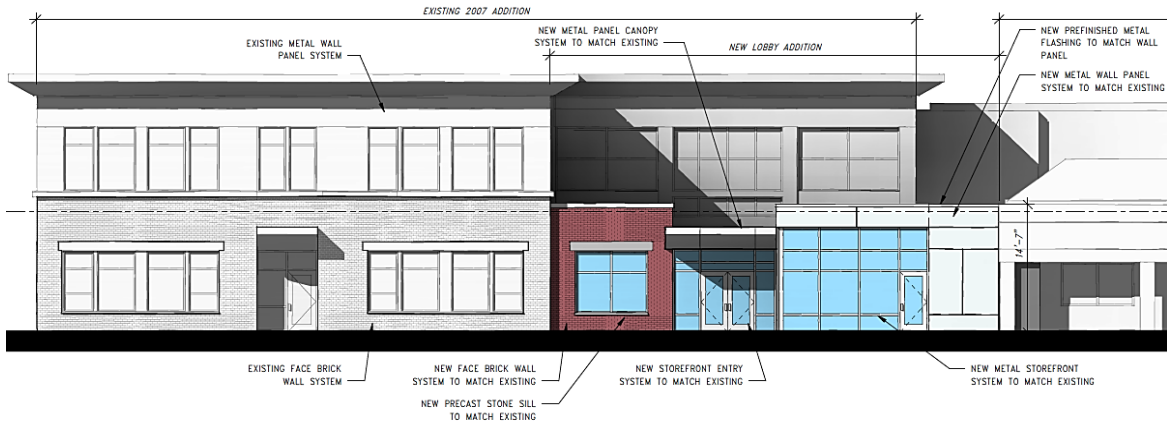 EXISTING 2007 ADDITION
EXISTING METAL WALL
PANEL SYSTEM
NEW METAL PANEL CANOPY
SYSTEM TO MATCH EXISTING
NEW LOBBY ADDITION
NEW PREFINISHED METAL
FLASHING TO MATCH WALL
PANEL
NEW METAL WALL PANEL
SYSTEM TO MATCH EXISTING
14'-7"
EXISTING FACE BRICK
WALL SYSTEM
NEW FACE BRICK WALL
SYSTEM TO MATCH EXISTING
NEW PRECAST STONE SILL
TO MATCH EXISTING
NEW STOREFRONT ENTRY
SYSTEM TO MATCH EXISTING
NEW METAL STOREFRONT
SYSTEM TO MATCH EXISTING